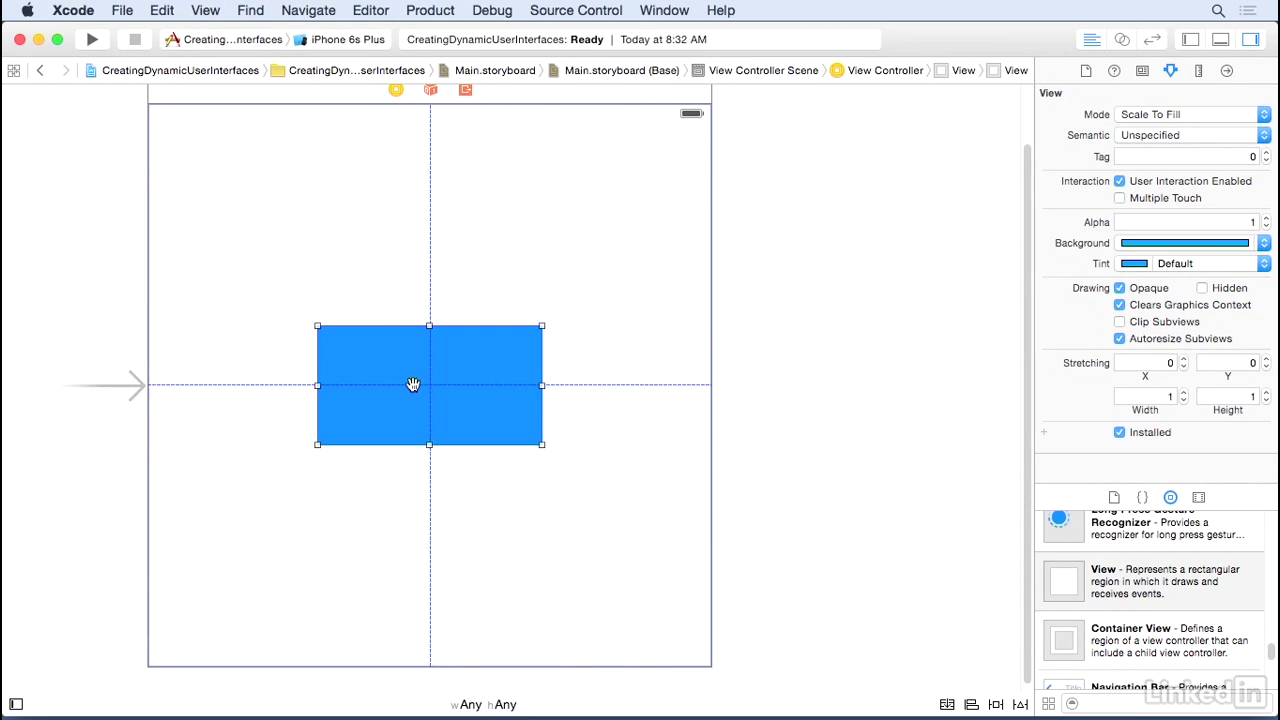 Xcode File Edit View Find Navigate Editor Product Debug Source Control Window Help
Creating...nterfaces iPhone 6s Plus CreatingDynamicUserInterfaces: Ready | Today at 8:32 AM
CreatingDynamicUserInterfaces CreatingDyn...serInterfaces Main.storyboard Main.storyboard (Base) View Controller Scene View Controller View View
View
Mode Scale To Fill
Semantic Unspecified
Tag 0
Interaction User Interaction Enabled
Multiple Touch
Alpha 1
Background
Tint Default
Drawing Opaque Hidden
Clears Graphics Context
Clip Subviews
Autoresize Subviews
Stretching 0 0
X Y
1 1
Width Height
+ Installed
Long Press Gesture
Recognizer - Provides a
recognizer for long press gestur...
View - Represents a rectangular
region in which it draws and
receives events.
Container View - Defines a
region of a view controller that can
include a child view controller.
Title Navigation Bar - Provides a
wAny hAny
Linked in